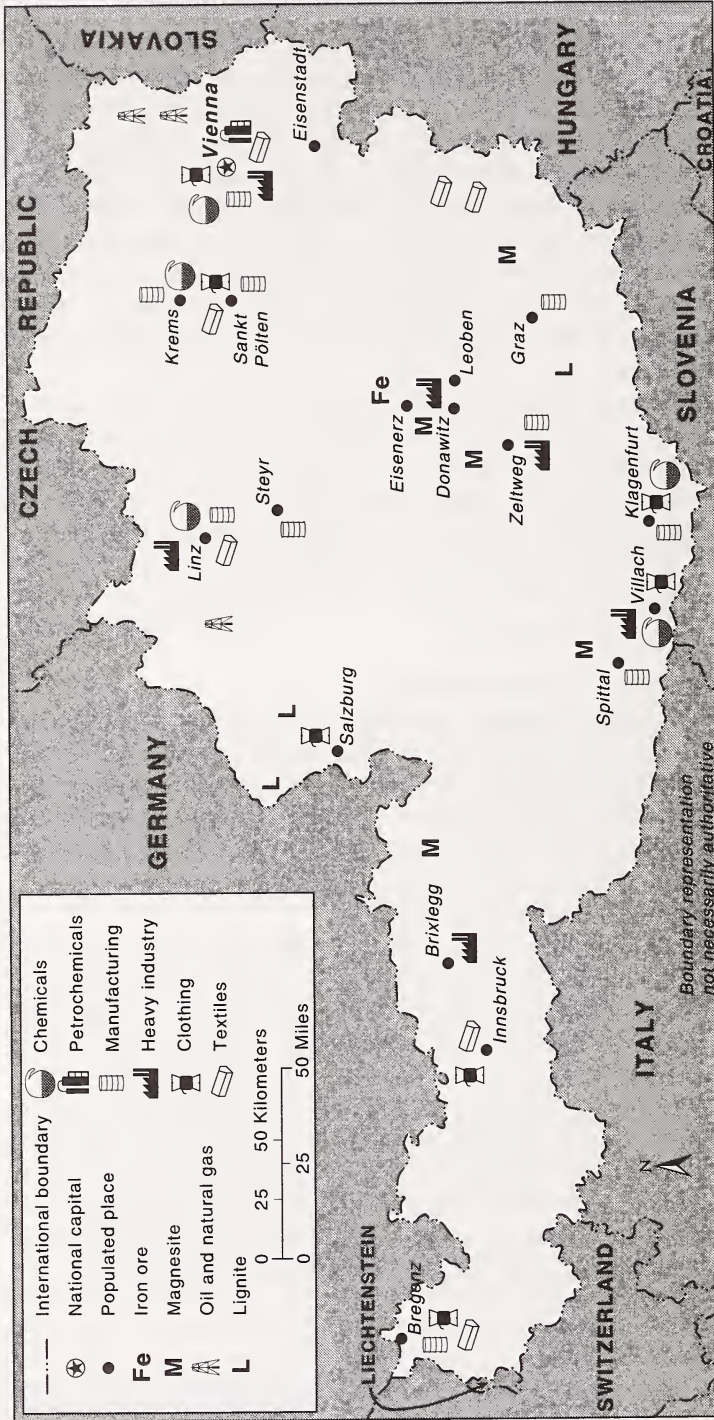 International boundary
National capital
Populated place
Fe Iron ore
M Magnesite
Oil and natural gas
L Lignite
Chemicals
Petrochemicals
Manufacturing
Heavy industry
Clothing
Textiles
0 25 50 Kilometers
0 25 50 Miles
CZECH REPUBLIC
SLOVAKIA
GERMANY
HUNGARY
LIECHTENSTEIN
SWITZERLAND
ITALY
SLOVENIA
CROATIA
N
Krems
Vienna
Sankt
Pölten
Linz
Steyr
Eisenstadt
L
L
Salzburg
Fe
Eisenerz
M
Donawitz
Leoben
M
Zeltweg
M
Graz
L
M
Brixlegg
Innsbruck
Bregenz
M
Spittal
Villach
Klagenfurt
Boundary representation
not necessarily authoritative